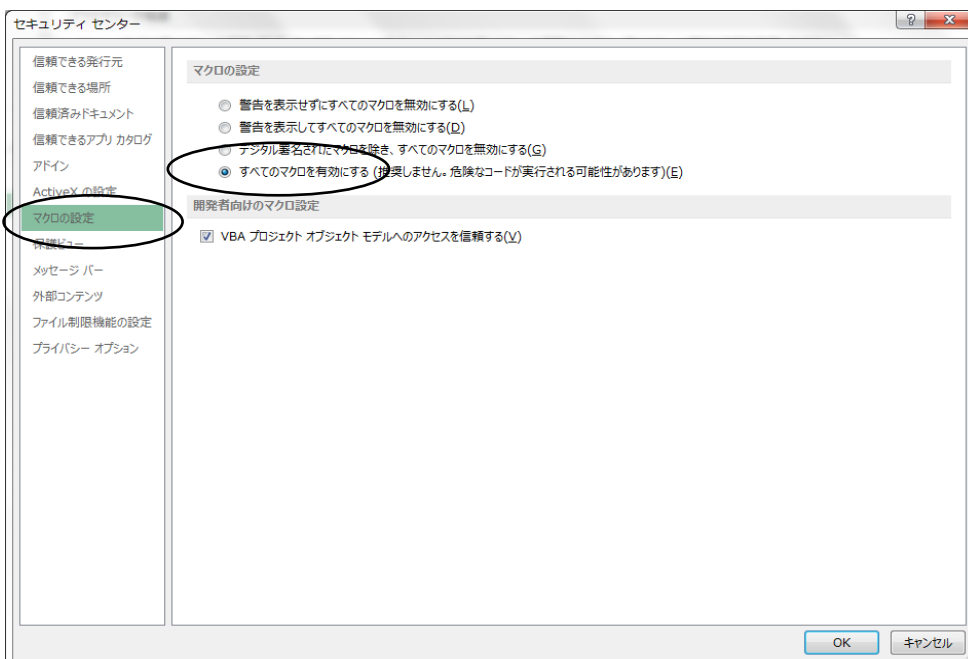 セキュリティ センター
信頼できる発行元
信頼できる場所
信頼済みドキュメント
信頼できるアプリ カタログ
アドイン
ActiveX の設定
マクロの設定
保護ビュー
メッセージ バー
外部コンテンツ
ファイル制限機能の設定
プライバシー オプション
マクロの設定
警告を表示せずにすべてのマクロを無効にする(L)
警告を表示してすべてのマクロを無効にする(D)
デジタル署名されたマクロを除き、すべてのマクロを無効にする(G)
すべてのマクロを有効にする (推奨しません。危険なコードが実行される可能性があります)(E)
開発者向けのマクロ設定
VBA プロジェクト オブジェクト モデルへのアクセスを信頼する(V)
OK
キャンセル